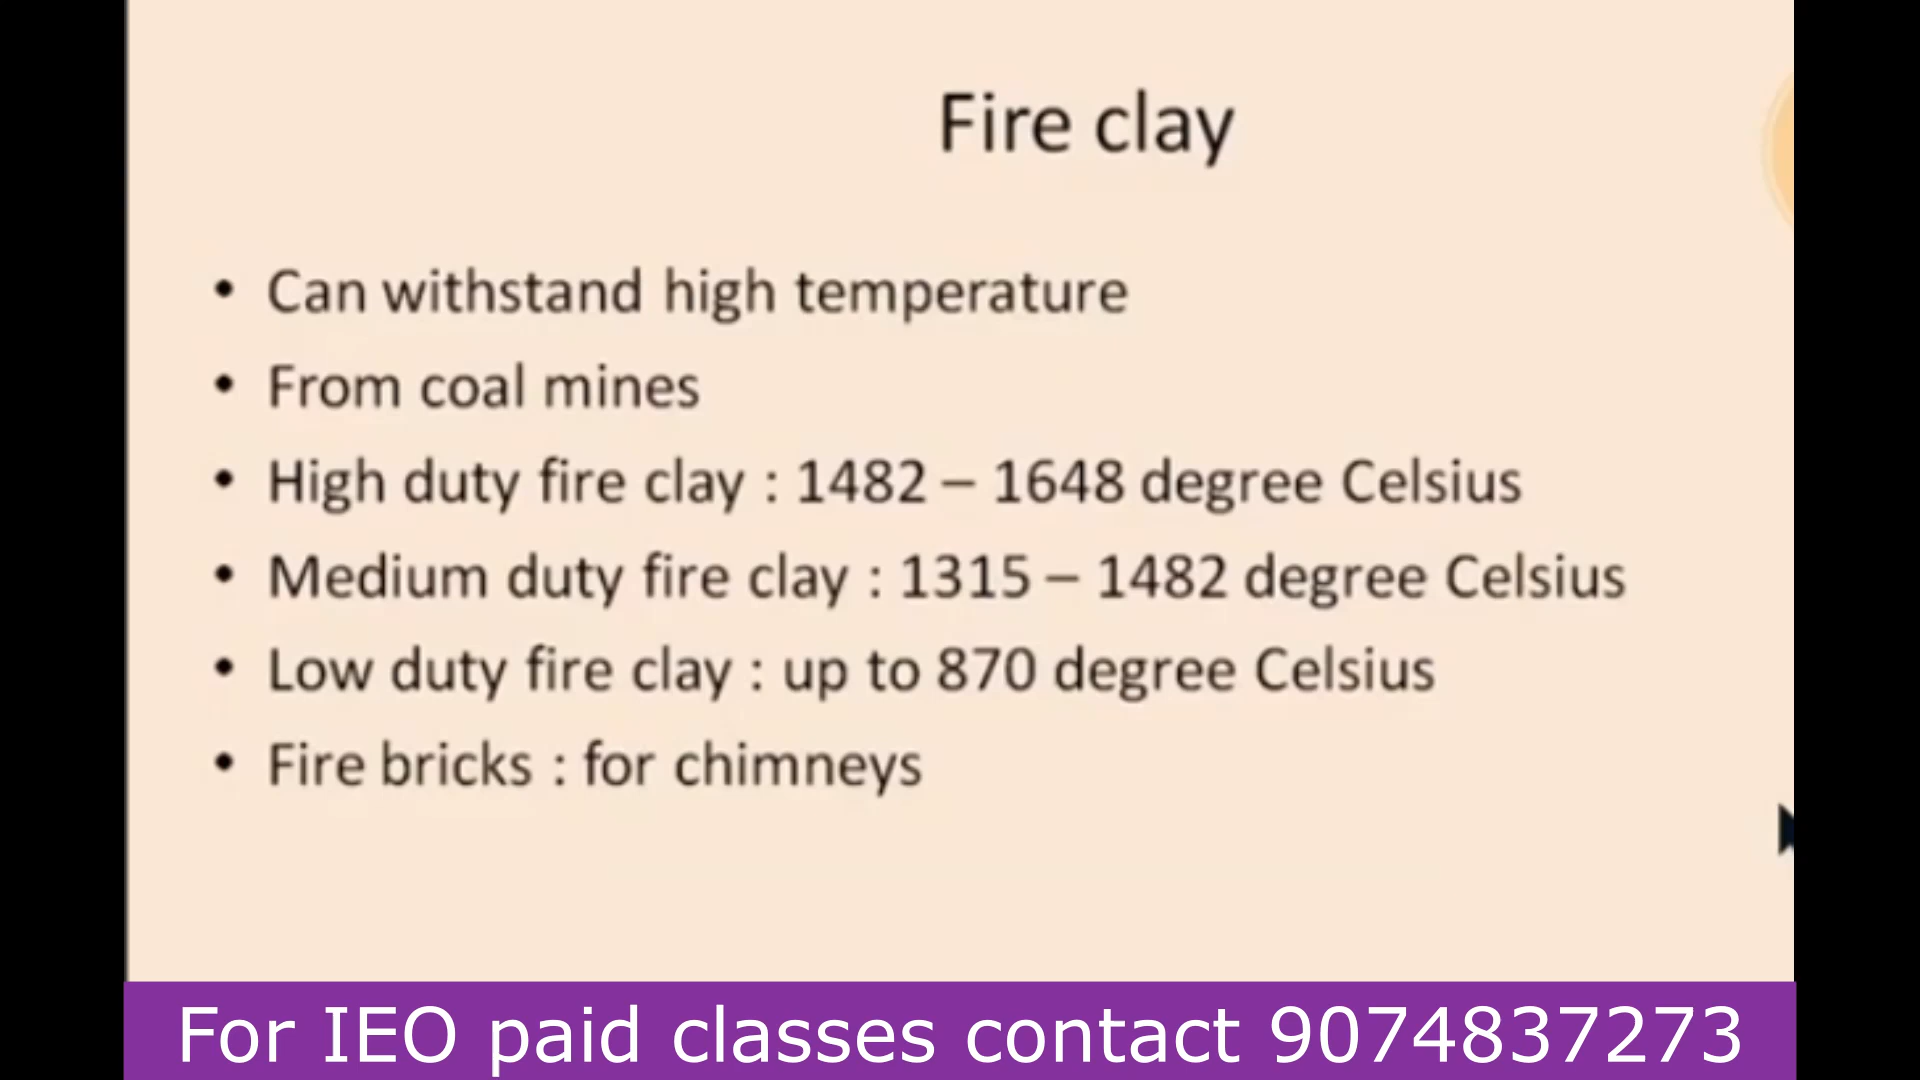 Fire clay
• Can withstand high temperature
• From coal mines
• High duty fire clay : 1482 – 1648 degree Celsius
• Medium duty fire clay : 1315 – 1482 degree Celsius
• Low duty fire clay : up to 870 degree Celsius
• Fire bricks : for chimneys
For IEO paid classes contact 9074837273